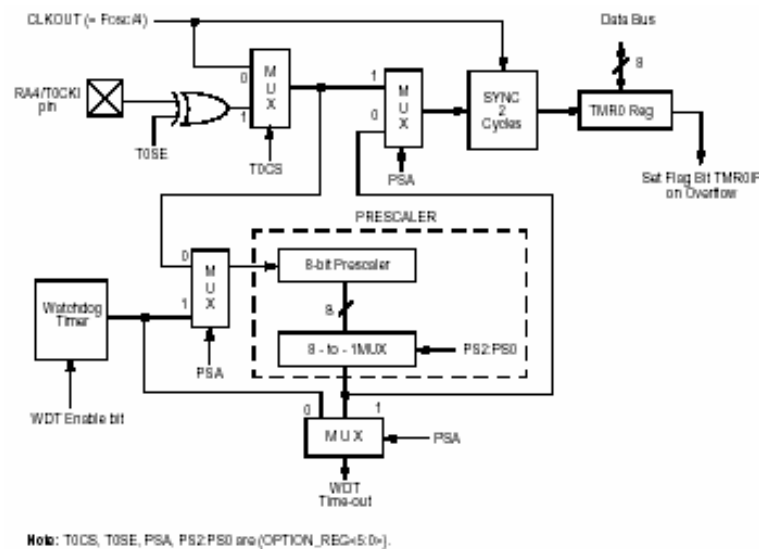 CLKOUT (= Fosc/4)
Data Bus
0
M
U
X
1
RA4/T0CKI
pin
T0SE
T0CS
1
M
U
X
0
PSA
SYNC
2
Cycles
8
TMR0 Reg
Set Flag Bit TMR0IF
on Overflow
PRESCALER
0
M
U
X
1
Watchdog
Timer
PSA
WDT Enable bit
8-bit Prescaler
8
8 - to - 1MUX
PS2:PS0
0
1
M U X
PSA
WDT
Time-out
Note: T0CS, T0SE, PSA, PS2:PS0 are (OPTION_REG<5:0>).